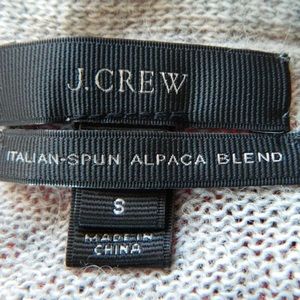 J.CREW
ITALIAN-SPUN ALPACA BLEND
S
MADE IN
CHINA